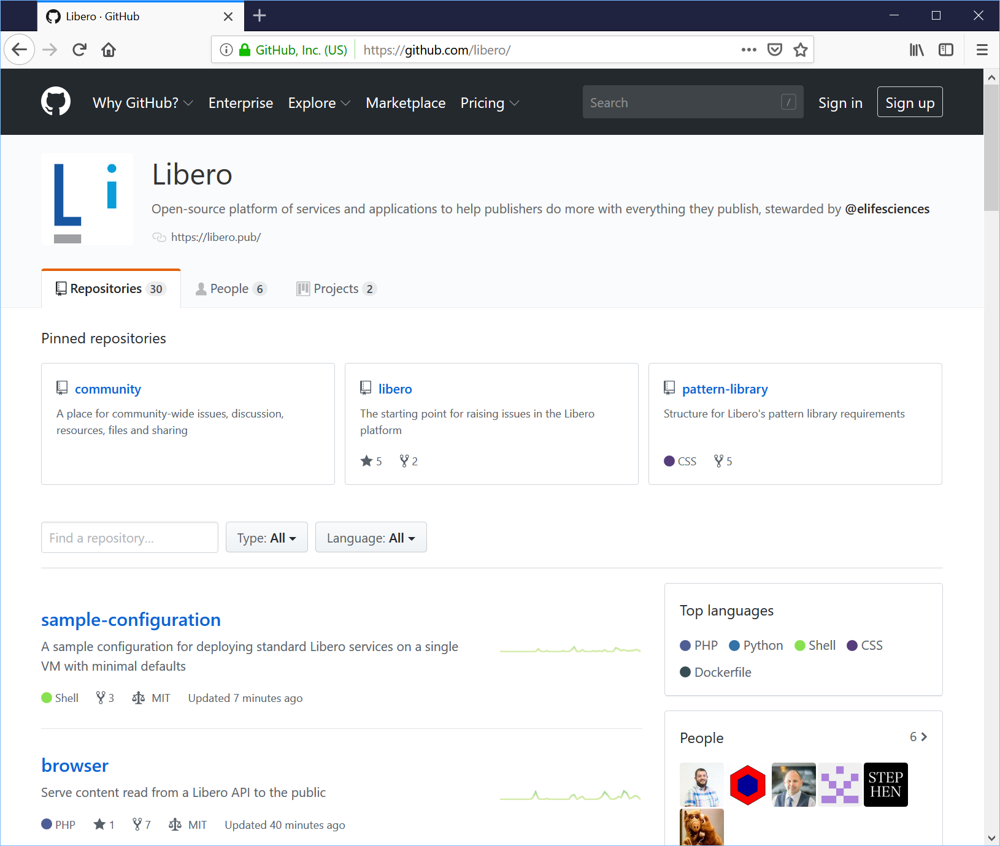 Libero · GitHub
GitHub, Inc. (US) https://github.com/libero/
Why GitHub? Enterprise Explore Marketplace Pricing Search / Sign in Sign up
Li
Libero
Open-source platform of services and applications to help publishers do more with everything they publish, stewarded by @elifesciences
https://libero.pub/
Repositories 30 People 6 Projects 2
Pinned repositories
community
A place for community-wide issues, discussion,
resources, files and sharing
libero
The starting point for raising issues in the Libero
platform
5 2
pattern-library
Structure for Libero's pattern library requirements
CSS 5
Find a repository... Type: All Language: All
sample-configuration
A sample configuration for deploying standard Libero services on a single
VM with minimal defaults
Shell 3 MIT Updated 7 minutes ago
browser
Serve content read from a Libero API to the public
PHP 1 7 MIT Updated 40 minutes ago
Top languages
PHP Python Shell CSS
Dockerfile
People 6
STEP
HEN